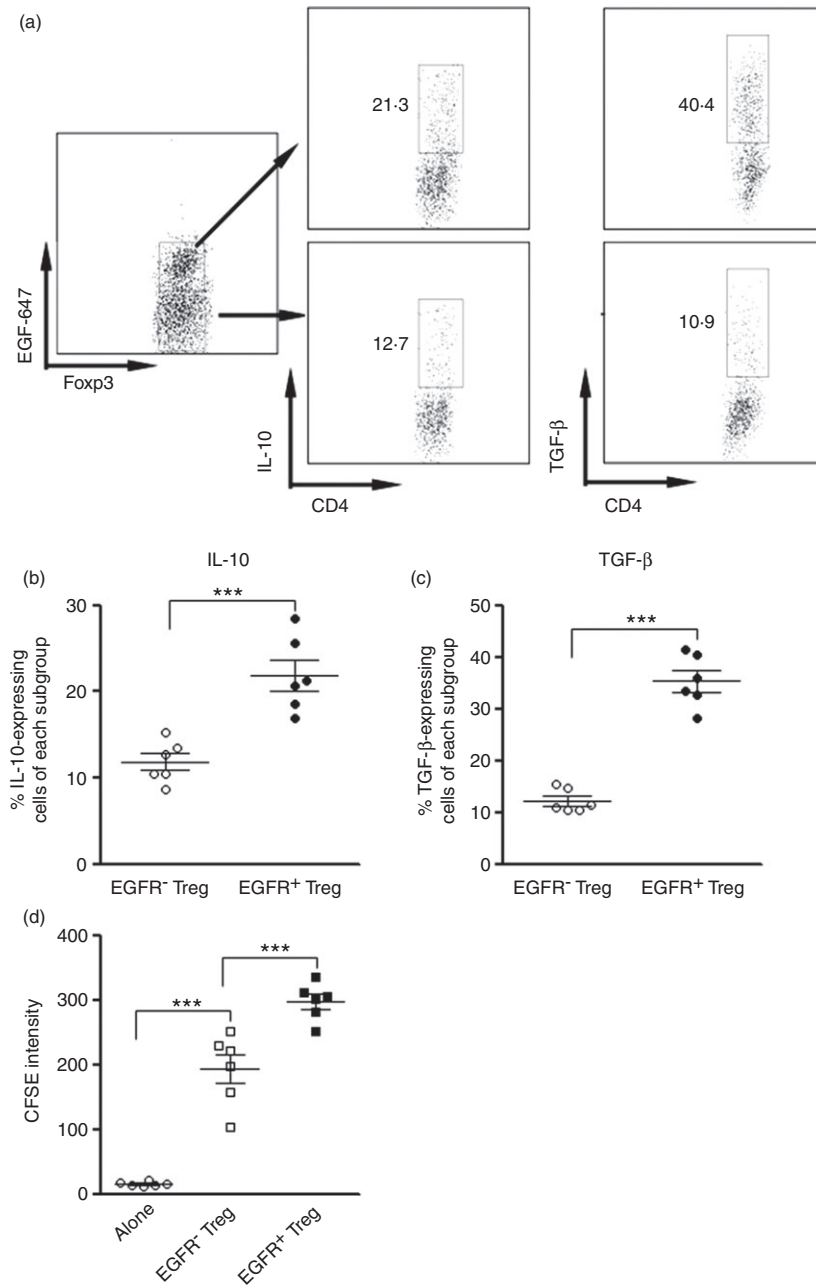 (a)
21·3
40·4
EGF-647
Foxp3
12·7
10·9
IL-10
CD4
TGF-β
CD4
(b)
IL-10
***
% IL-10-expressing
cells of each subgroup
30
20
10
0
EGFR⁻ Treg
EGFR⁺ Treg
(c)
TGF-β
***
% TGF-β-expressing
cells of each subgroup
50
40
30
20
10
0
EGFR⁻ Treg
EGFR⁺ Treg
(d)
***
***
CFSE intensity
400
300
200
100
0
Alone
EGFR⁻ Treg
EGFR⁺ Treg